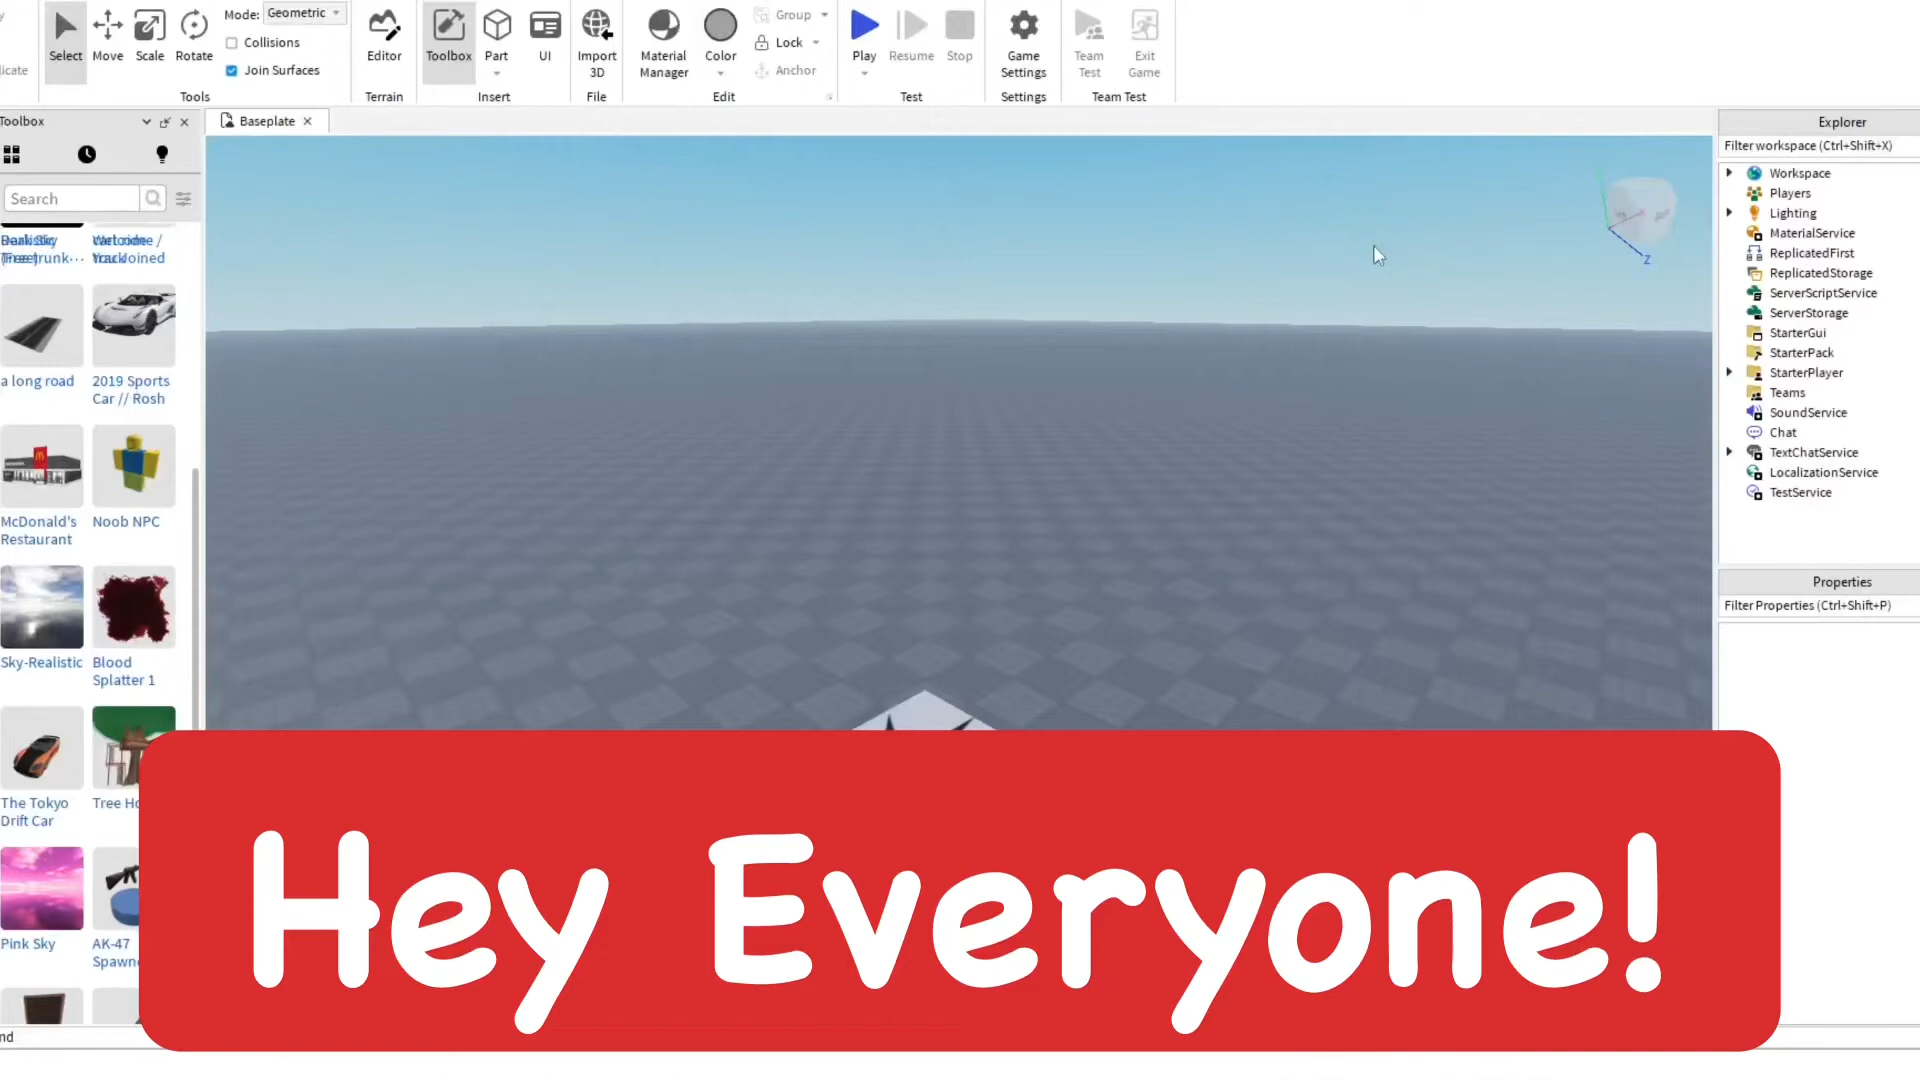 Mode: Geometric
Collisions
Join Surfaces
Select Move Scale Rotate
Tools
Editor
Terrain
Toolbox Part UI
Insert
Import
3D
File
Material
Manager
Color
Group
Lock
Anchor
Edit
Play Resume Stop
Test
Game
Settings
Settings
Team
Test
Exit
Game
Team Test
Toolbox
Baseplate
Search
a long road
2019 Sports
Car // Rosh
McDonald's
Restaurant
Noob NPC
Sky-Realistic
Blood
Splatter 1
The Tokyo
Drift Car
Pink Sky
AK-47
Explorer
Filter workspace (Ctrl+Shift+X)
Workspace
Players
Lighting
MaterialService
ReplicatedFirst
ReplicatedStorage
ServerScriptService
ServerStorage
StarterGui
StarterPack
StarterPlayer
Teams
SoundService
Chat
TextChatService
LocalizationService
TestService
Properties
Filter Properties (Ctrl+Shift+P)
Z
Hey Everyone!